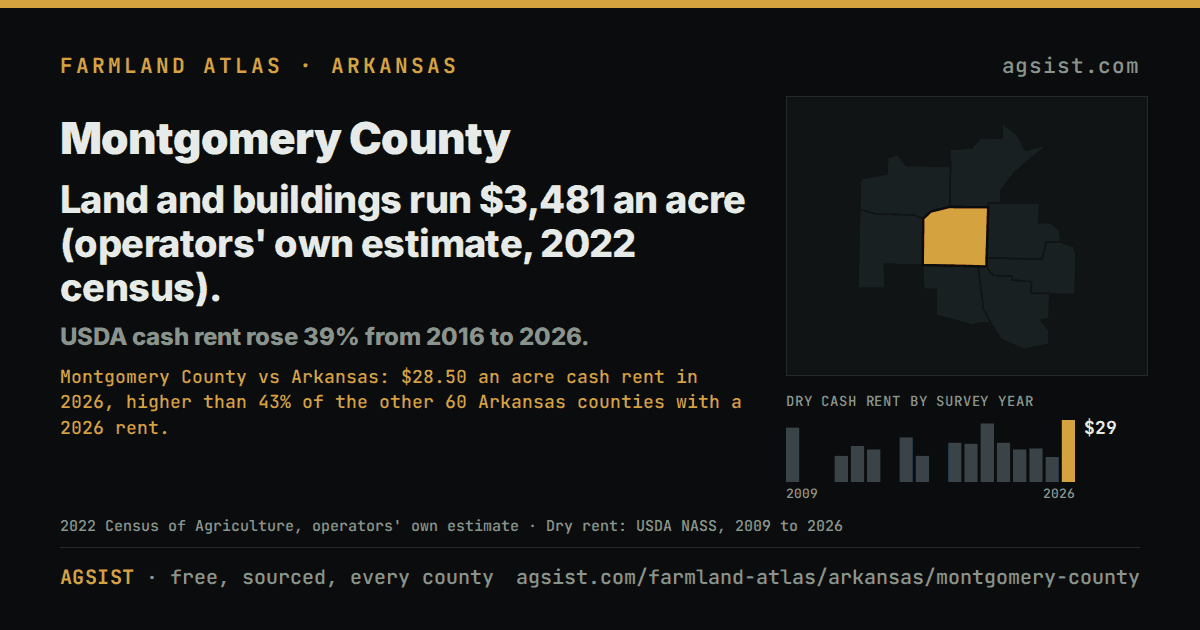 FARMLAND ATLAS · ARKANSAS
agsist.com
Montgomery County
Land and buildings run $3,481 an acre
(operators' own estimate, 2022
census).
USDA cash rent rose 39% from 2016 to 2026.
Montgomery County vs Arkansas: $28.50 an acre cash rent in
2026, higher than 43% of the other 60 Arkansas counties with a
2026 rent.
DRY CASH RENT BY SURVEY YEAR
$29
2009
2026
2022 Census of Agriculture, operators' own estimate · Dry rent: USDA NASS, 2009 to 2026
AGSIST · free, sourced, every county
agsist.com/farmland-atlas/arkansas/montgomery-county